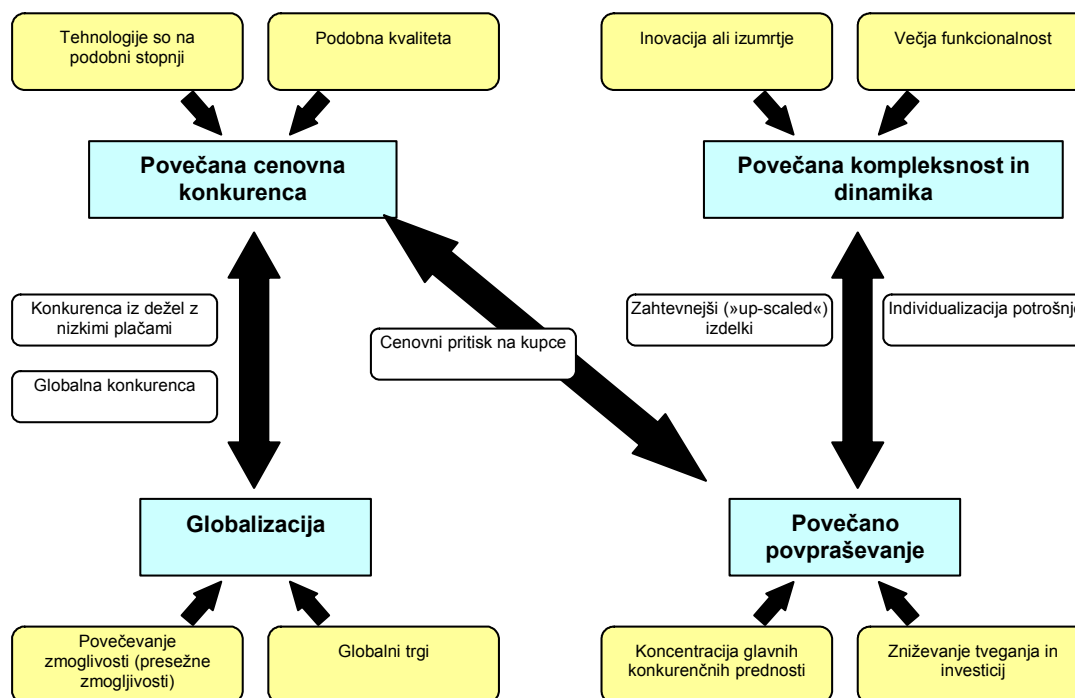 Tehnologije so na
podobni stopnji
Podobna kvaliteta
Inovacija ali izumrtje
Večja funkcionalnost
Povečana cenovna
konkurenca
Povečana kompleksnost in
dinamika
Konkurenca iz dežel z
nizkimi plačami
Globalna konkurenca
Cenovni pritisk na kupce
Zahtevnejši (»up-scaled«)
izdelki
Individualizacija potrošnje
Globalizacija
Povečano
povpraševanje
Povečevanje
zmoglivosti (presežne
zmogljivosti)
Globalni trgi
Koncentracija glavnih
konkurenčnih prednosti
Zniževanje tveganja in
investicij